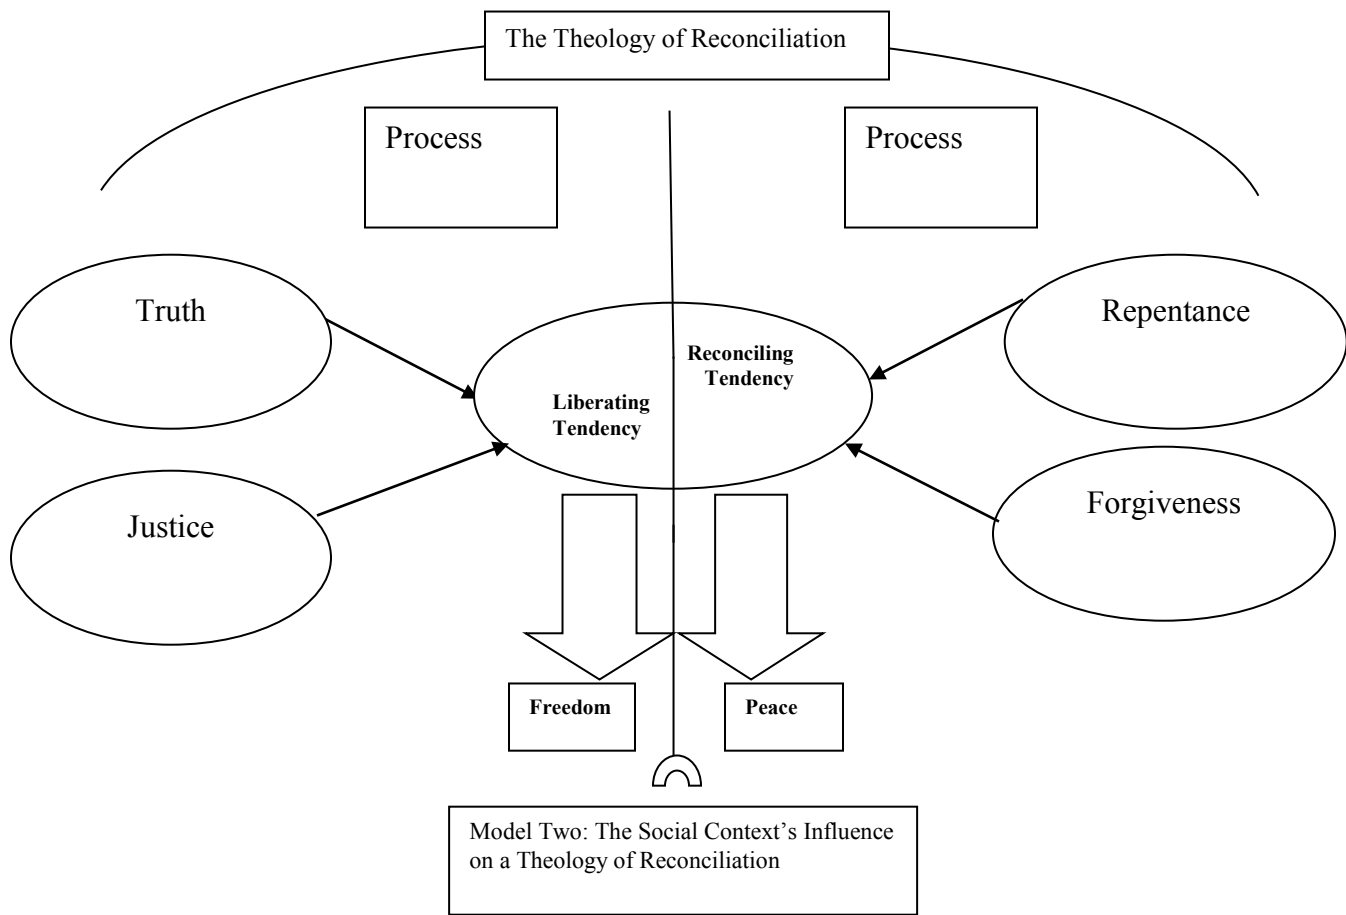 The Theology of Reconciliation
Process
Process
Truth
Repentance
Reconciling
Tendency
Liberating
Tendency
Justice
Forgiveness
Freedom
Peace
Model Two: The Social Context’s Influence
on a Theology of Reconciliation